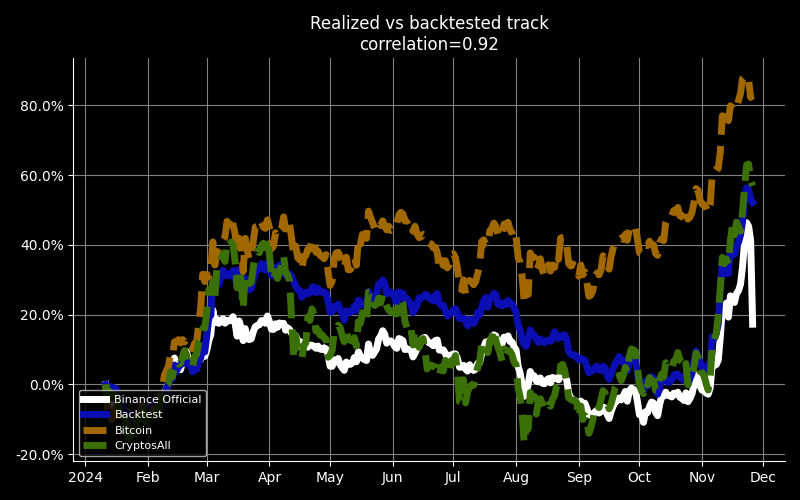 Realized vs backtested track
correlation=0.92
80.0%
60.0%
40.0%
20.0%
0.0%
-20.0%
Binance Official
Backtest
Bitcoin
CryptosAll
2024 Feb Mar Apr May Jun Jul Aug Sep Oct Nov Dec